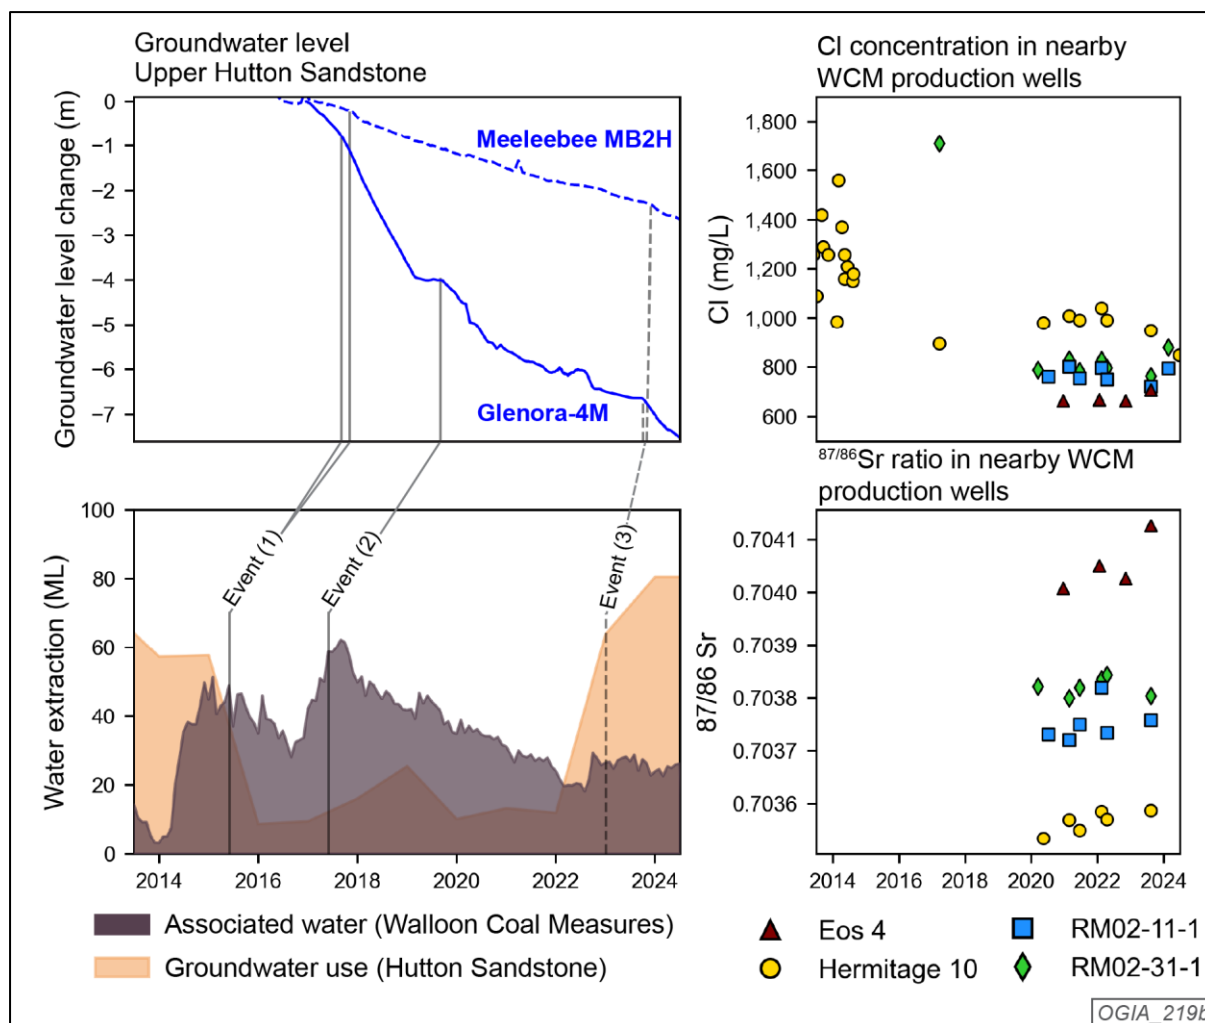 Groundwater level
Upper Hutton Sandstone
Groundwater level change (m)
0
−1
−2
−3
−4
−5
−6
−7
Meeleebee MB2H
Glenora-4M
Cl concentration in nearby
WCM production wells
Cl (mg/L)
1,800
1,600
1,400
1,200
1,000
800
600
Water extraction (ML)
100
80
60
40
20
0
Event (1)
Event (2)
Event (3)
2014 2016 2018 2020 2022 2024
87/86Sr ratio in nearby WCM
production wells
87/86 Sr
0.7041
0.7040
0.7039
0.7038
0.7037
0.7036
2014 2016 2018 2020 2022 2024
Associated water (Walloon Coal Measures)
Groundwater use (Hutton Sandstone)
Eos 4
Hermitage 10
RM02-11-1
RM02-31-1
OGIA_219b